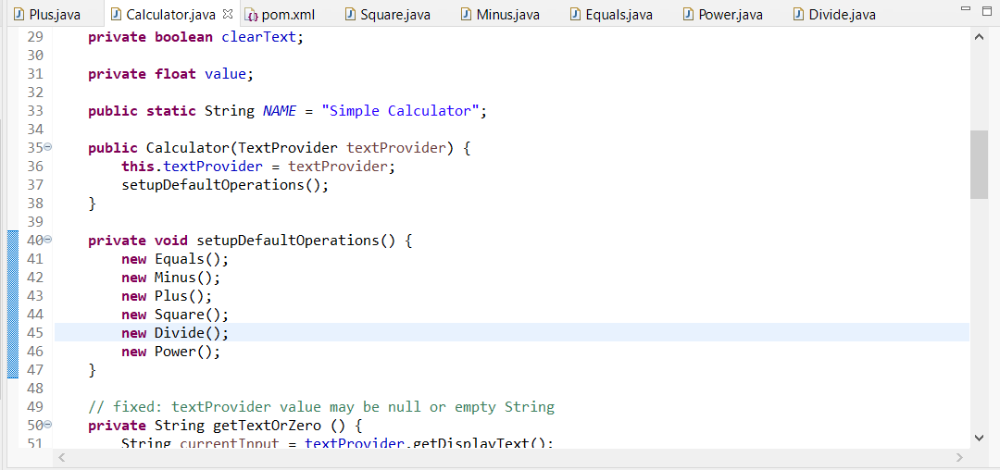 Plus.java Calculator.java pom.xml Square.java Minus.java Equals.java Power.java Divide.java
29 private boolean clearText;
30
31 private float value;
32
33 public static String NAME = "Simple Calculator";
34
35 public Calculator(TextProvider textProvider) {
36 this.textProvider = textProvider;
37 setupDefaultOperations();
38 }
39
40 private void setupDefaultOperations() {
41 new Equals();
42 new Minus();
43 new Plus();
44 new Square();
45 new Divide();
46 new Power();
47 }
48
49 // fixed: textProvider value may be null or empty String
50 private String getTextOrZero () {
51 String currentInput = textProvider.getDisplayText();